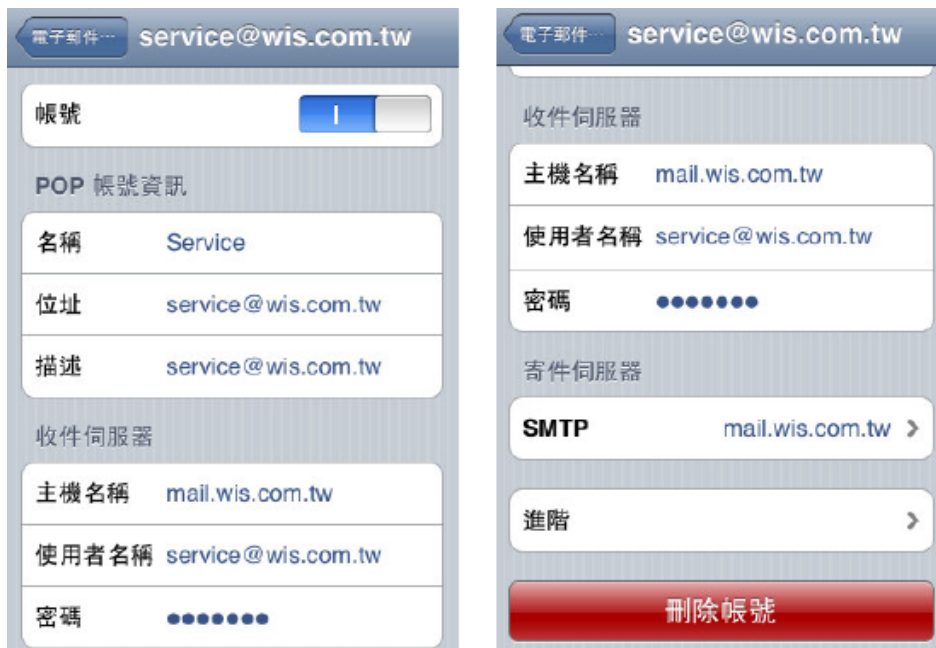 電子郵件… service@wis.com.tw
帳號
POP 帳號資訊
名稱 Service
位址 service@wis.com.tw
描述 service@wis.com.tw
收件伺服器
主機名稱 mail.wis.com.tw
使用者名稱 service@wis.com.tw
密碼 ●●●●●●●
電子郵件… service@wis.com.tw
收件伺服器
主機名稱 mail.wis.com.tw
使用者名稱 service@wis.com.tw
密碼 ●●●●●●●
寄件伺服器
SMTP mail.wis.com.tw
進階
刪除帳號